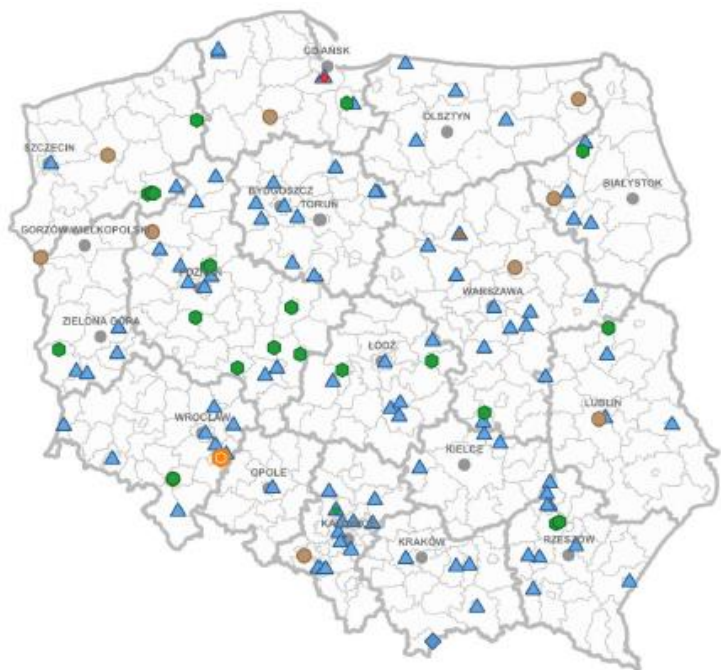 GDAŃSK
OLSZTYN
SZCZECIN
BIAŁYSTOK
BYDGOSZCZ
TORUŃ
GORZÓW WIELKOPOLSKI
POZNAŃ
WARSZAWA
ZIELONA GÓRA
ŁÓDŹ
LUBLIN
WROCŁAW
KIELCE
OPOLE
KRAKÓW
RZESZÓW